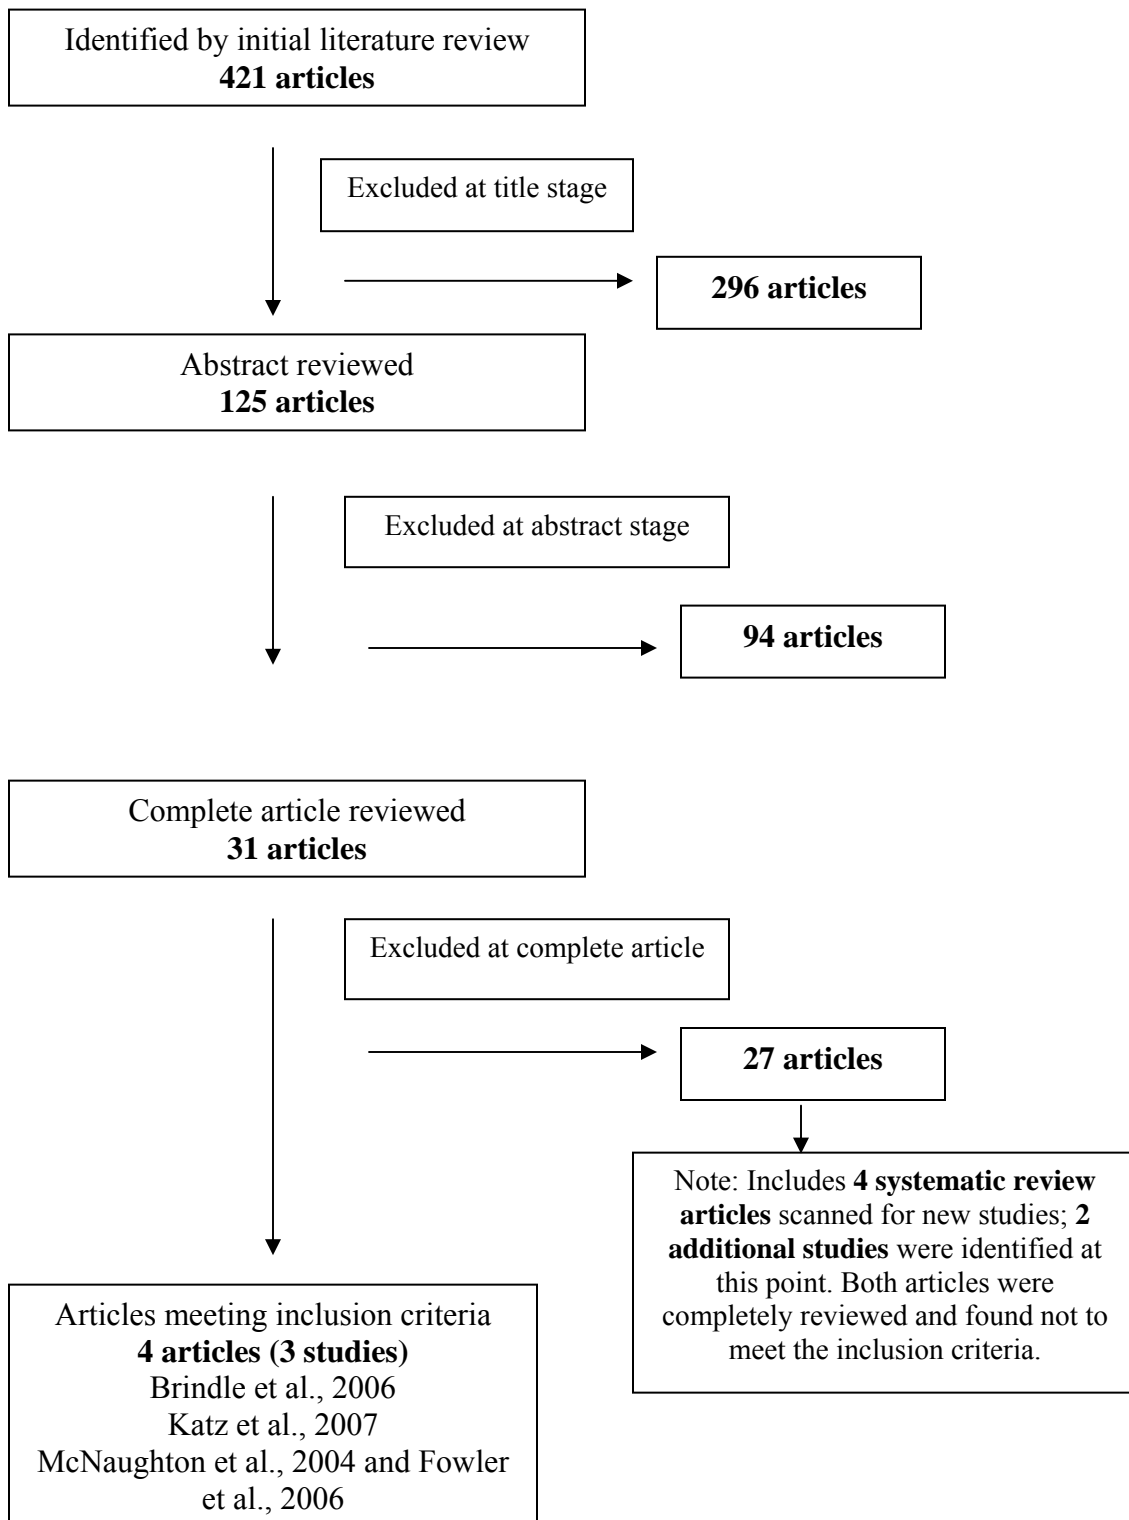 Identified by initial literature review
421 articles
Excluded at title stage
296 articles
Abstract reviewed
125 articles
Excluded at abstract stage
94 articles
Complete article reviewed
31 articles
Excluded at complete article
27 articles
Note: Includes 4 systematic review
articles scanned for new studies; 2
additional studies were identified at
this point. Both articles were
completely reviewed and found not to
meet the inclusion criteria.
Articles meeting inclusion criteria
4 articles (3 studies)
Brindle et al., 2006
Katz et al., 2007
McNaughton et al., 2004 and Fowler
et al., 2006